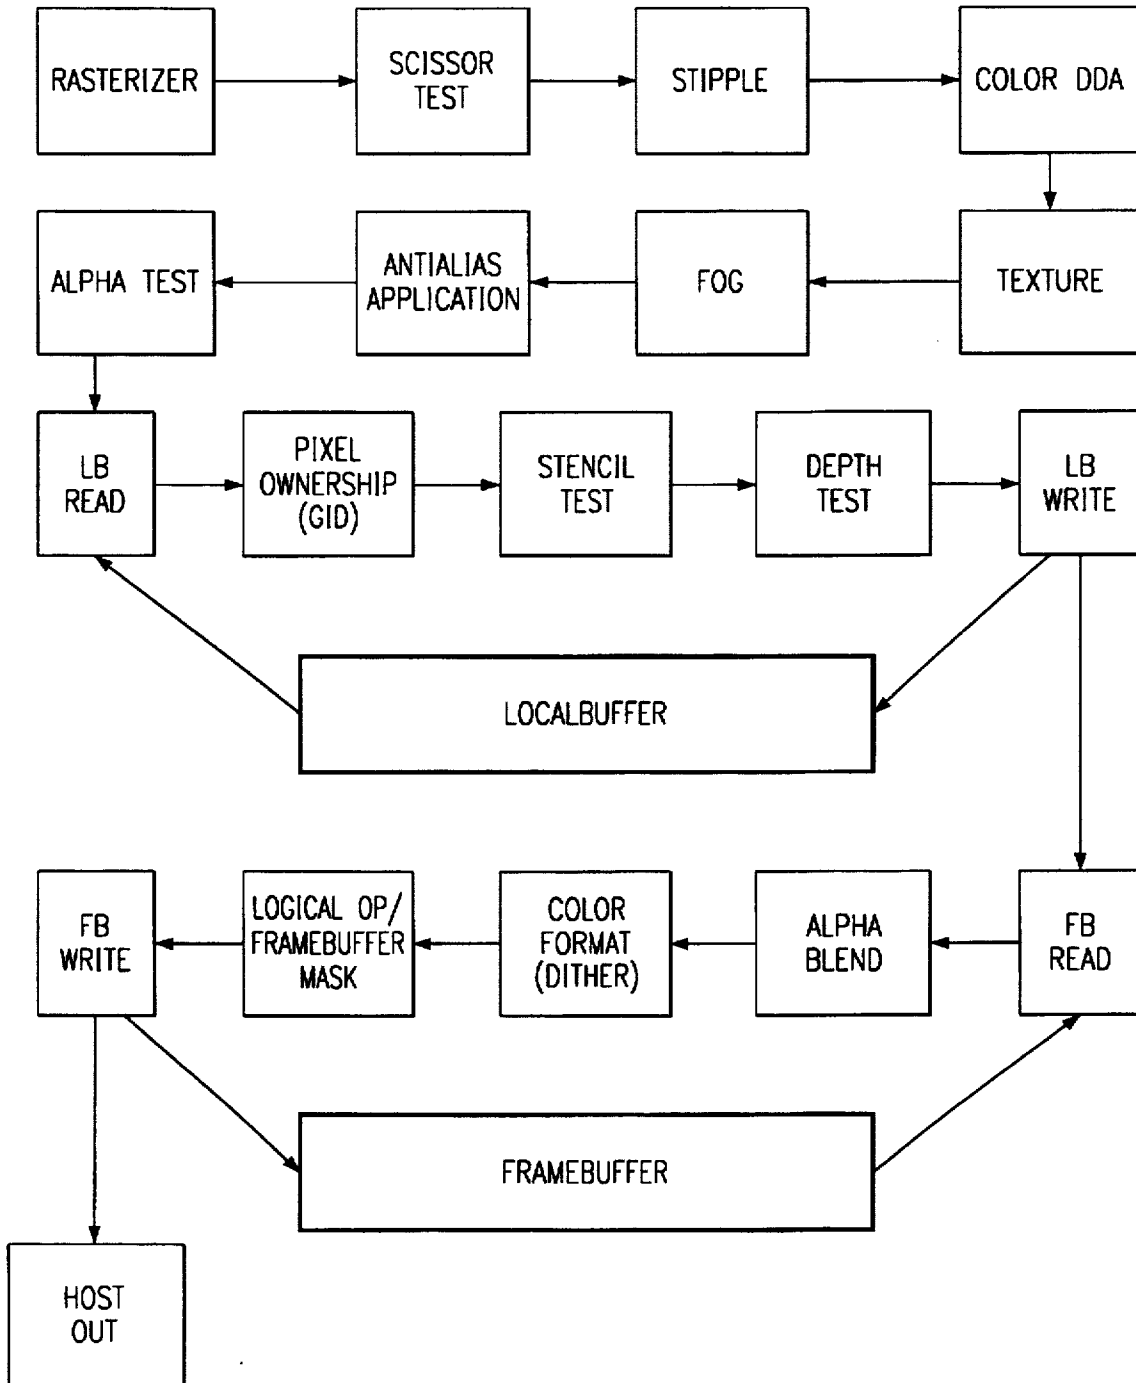 RASTERIZER
SCISSOR
TEST
STIPPLE
COLOR DDA
ALPHA TEST
ANTIALIAS
APPLICATION
FOG
TEXTURE
LB
READ
PIXEL
OWNERSHIP
(GID)
STENCIL
TEST
DEPTH
TEST
LB
WRITE
LOCALBUFFER
FB
WRITE
LOGICAL OP/
FRAMEBUFFER
MASK
COLOR
FORMAT
(DITHER)
ALPHA
BLEND
FB
READ
FRAMEBUFFER
HOST
OUT